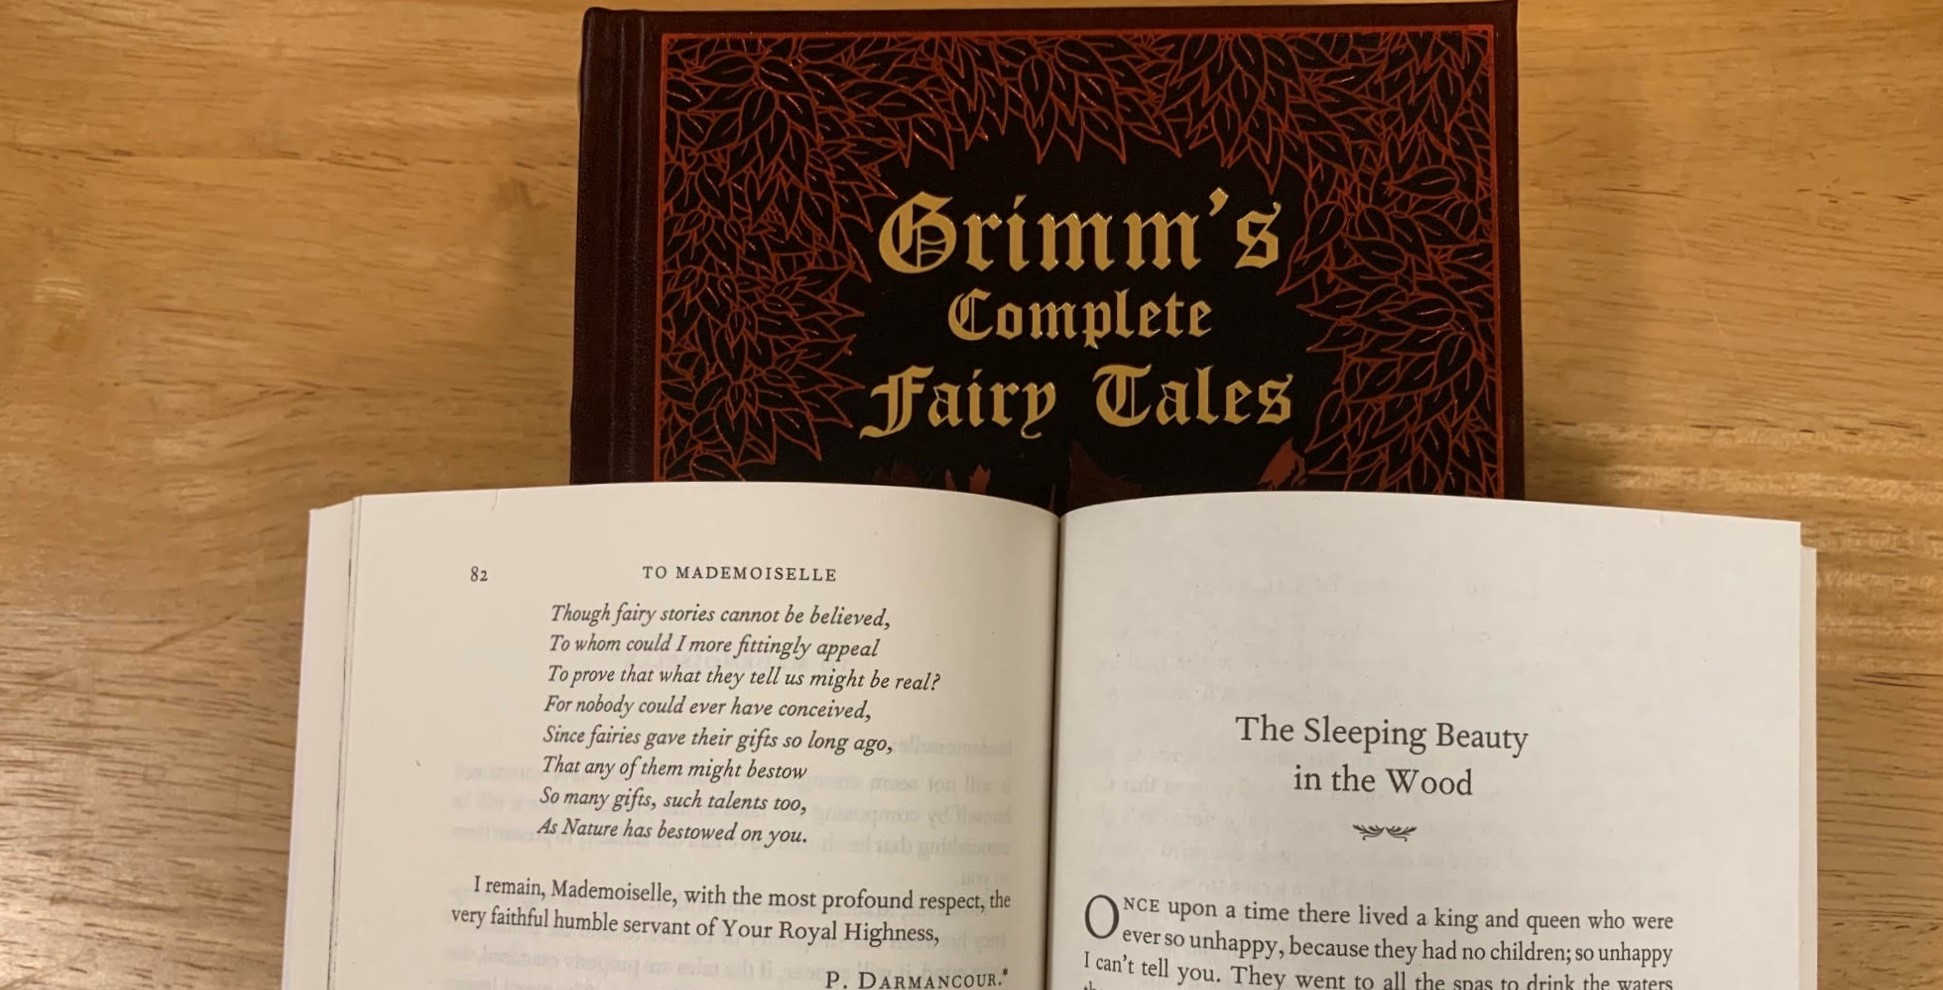 Grimm's
Complete
Fairy Tales
82 TO MADEMOISELLE
Though fairy stories cannot be believed,
To whom could I more fittingly appeal
To prove that what they tell us might be real?
For nobody could ever have conceived,
Since fairies gave their gifts so long ago,
That any of them might bestow
So many gifts, such talents too,
As Nature has bestowed on you.
I remain, Mademoiselle, with the most profound respect, the
very faithful humble servant of Your Royal Highness,
P. DARMANCOUR.*
The Sleeping Beauty
in the Wood
ONCE upon a time there lived a king and queen who were
ever so unhappy, because they had no children; so unhappy
I can't tell you. They went to all the spas to drink the waters